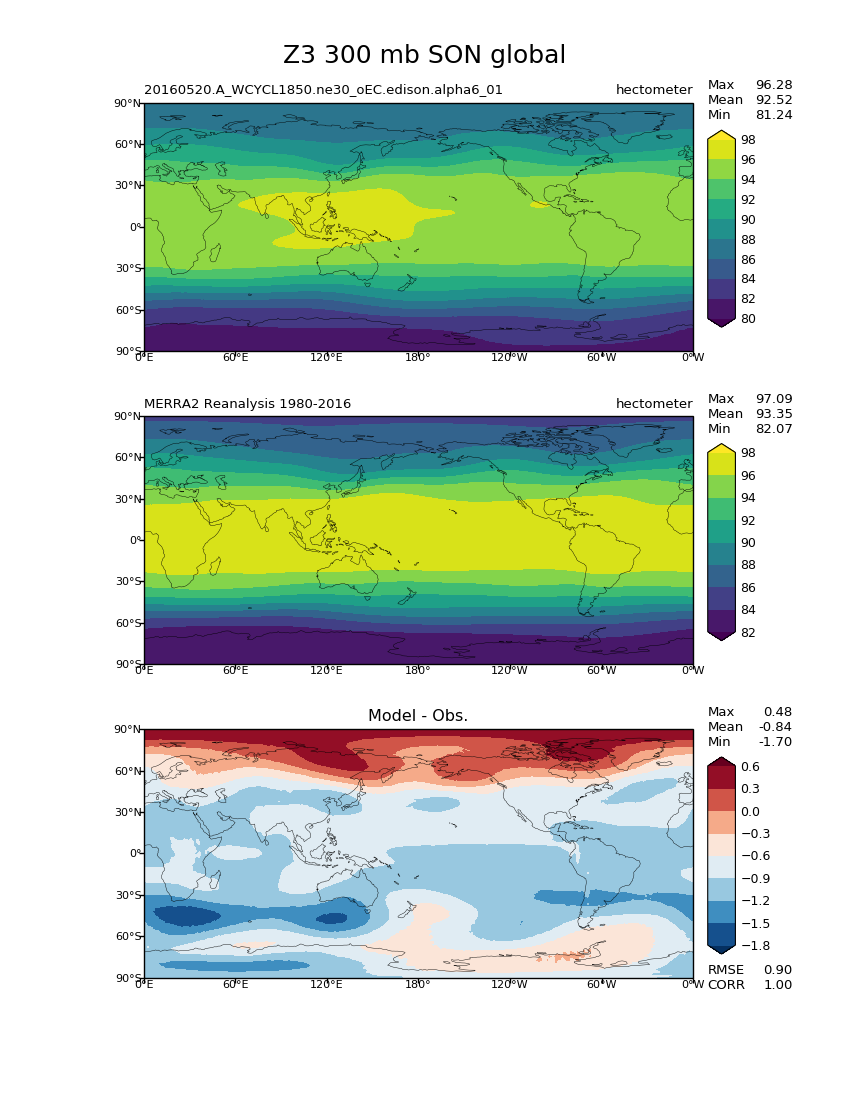 Z3 300 mb SON global
20160520.A_WCYCL1850.ne30_oEC.edison.alpha6_01 hectometer
Max 96.28
Mean 92.52
Min 81.24
90°N
60°N
30°N
0°
30°S
60°S
90°S
0°E 60°E 120°E 180° 120°W 60°W 0°W
98
96
94
92
90
88
86
84
82
80
MERRA2 Reanalysis 1980-2016 hectometer
Max 97.09
Mean 93.35
Min 82.07
90°N
60°N
30°N
0°
30°S
60°S
90°S
0°E 60°E 120°E 180° 120°W 60°W 0°W
98
96
94
92
90
88
86
84
82
Model - Obs.
Max 0.48
Mean -0.84
Min -1.70
90°N
60°N
30°N
0°
30°S
60°S
90°S
0°E 60°E 120°E 180° 120°W 60°W 0°W
0.6
0.3
0.0
−0.3
−0.6
−0.9
−1.2
−1.5
−1.8
RMSE 0.90
CORR 1.00